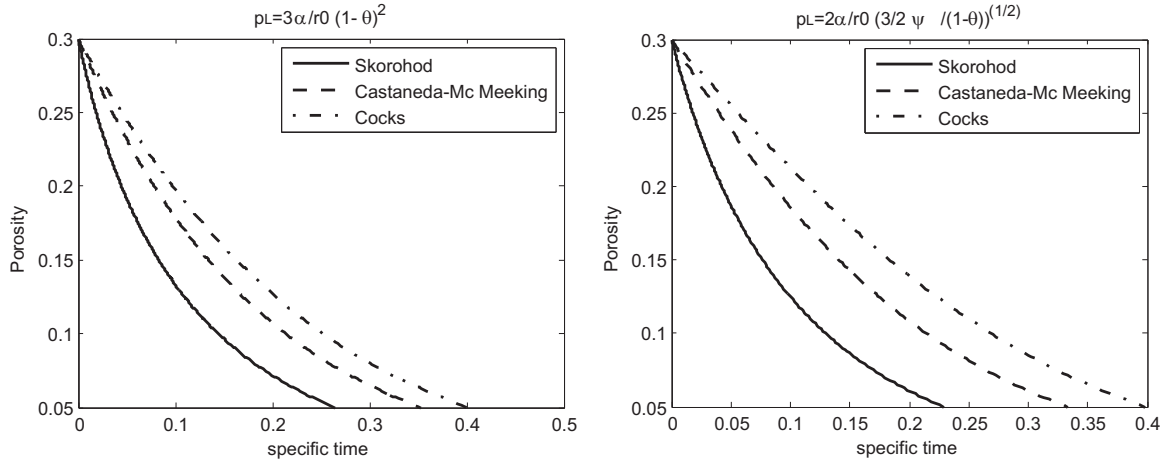 pL=3α/r0 (1- θ)²
0.3
0.25
0.2
0.15
0.1
0.05
Porosity
Skorohod
Castaneda-Mc Meeking
Cocks
0 0.1 0.2 0.3 0.4 0.5
specific time
pL=2α/r0 (3/2 ψ /(1-θ))^(1/2)
0.3
0.25
0.2
0.15
0.1
0.05
Porosity
Skorohod
Castaneda-Mc Meeking
Cocks
0 0.05 0.1 0.15 0.2 0.25 0.3 0.35 0.4
specific time